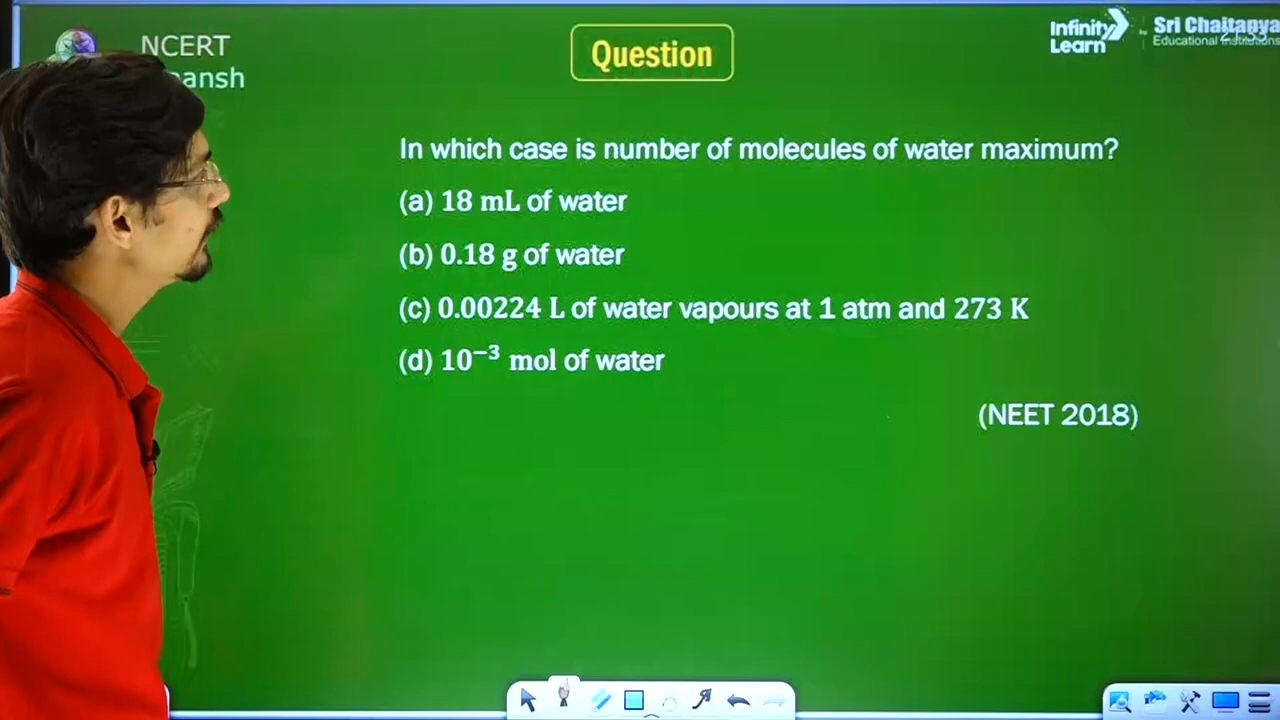 NCERT
Question
Infinity
Learn
by
Sri Chaitanya
Educational Institutions
In which case is number of molecules of water maximum?
(a) 18 mL of water
(b) 0.18 g of water
(c) 0.00224 L of water vapours at 1 atm and 273 K
(d) 10⁻³ mol of water
(NEET 2018)